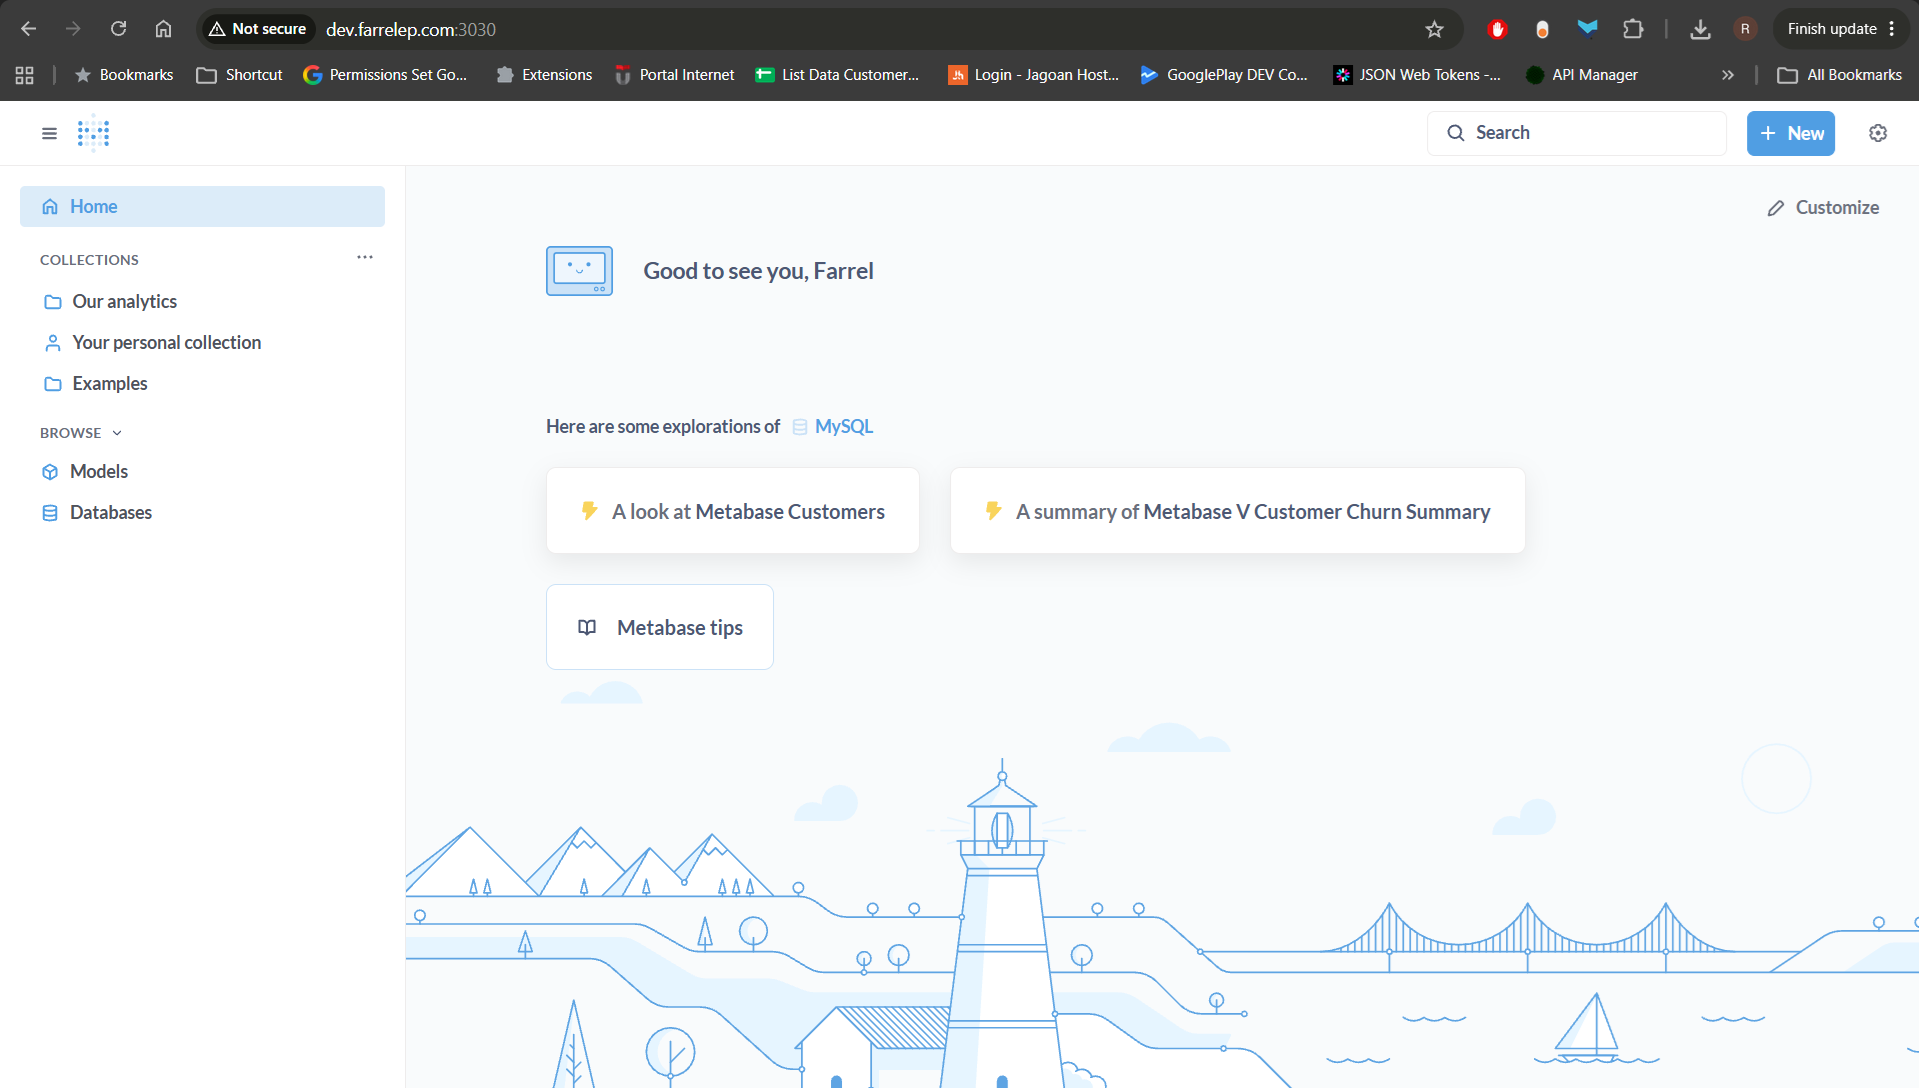 Not secure
dev.farrelep.com:3030
R
Finish update
Bookmarks
Shortcut
Permissions Set Go...
Extensions
Portal Internet
List Data Customer...
Jh
Login - Jagoan Host...
GooglePlay DEV Co...
JSON Web Tokens -...
API Manager
All Bookmarks
Search
New
Home
Customize
COLLECTIONS
Good to see you, Farrel
Our analytics
Your personal collection
Examples
Here are some explorations of MySQL
BROWSE
Models
Databases
A look at Metabase Customers
A summary of Metabase V Customer Churn Summary
Metabase tips